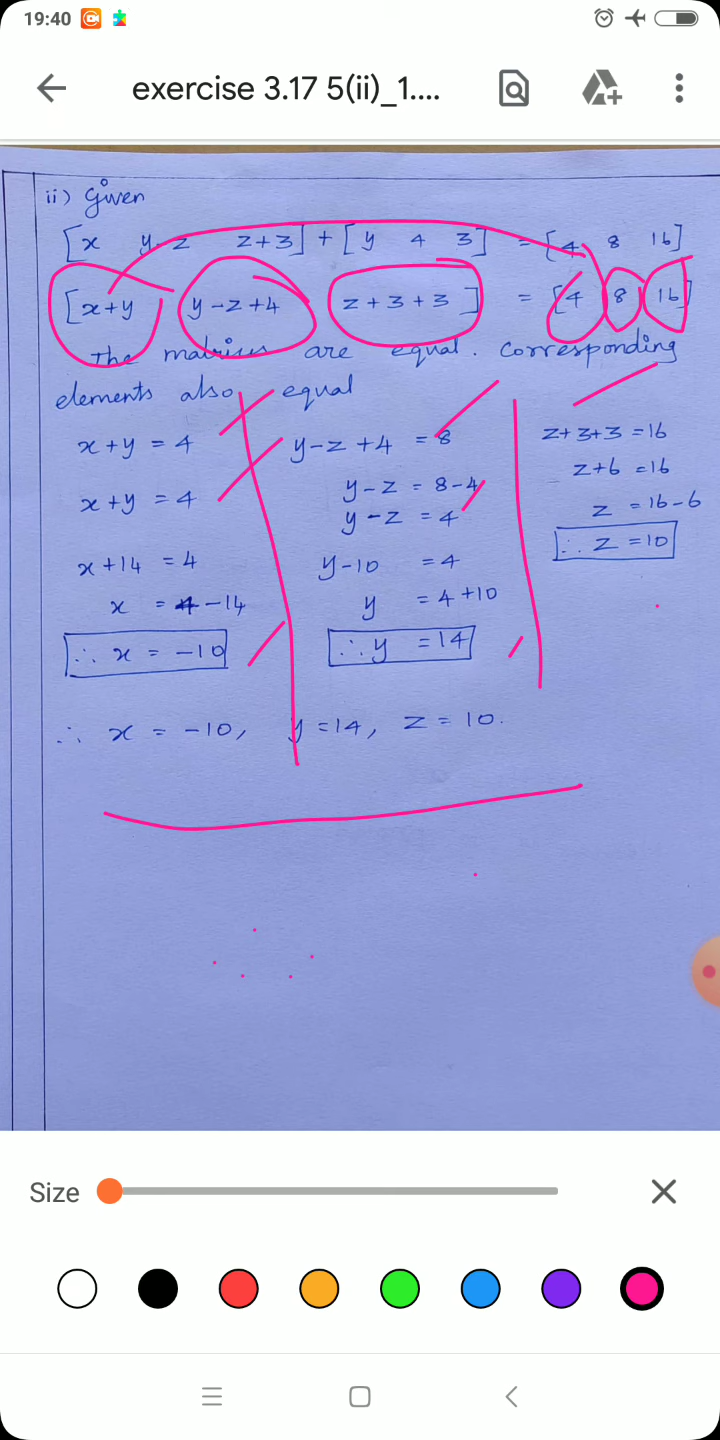 19:40
exercise 3.17 5(ii)_1....
ii) Given
[x y-z z+3] + [y 4 3] = [4 8 16]
[x+y y-z+4 z+3+3] = [4 8 16]
The matrices are equal. Corresponding
elements also equal
x+y = 4
x+y = 4
x+14 = 4
x = 4-14
∴ x = -10
y-z+4 = 8
y-z = 8-4
y-z = 4
y-10 = 4
y = 4+10
∴ y = 14
z+3+3 = 16
z+6 = 16
z = 16-6
∴ z = 10
∴ x = -10, y = 14, z = 10.
Size